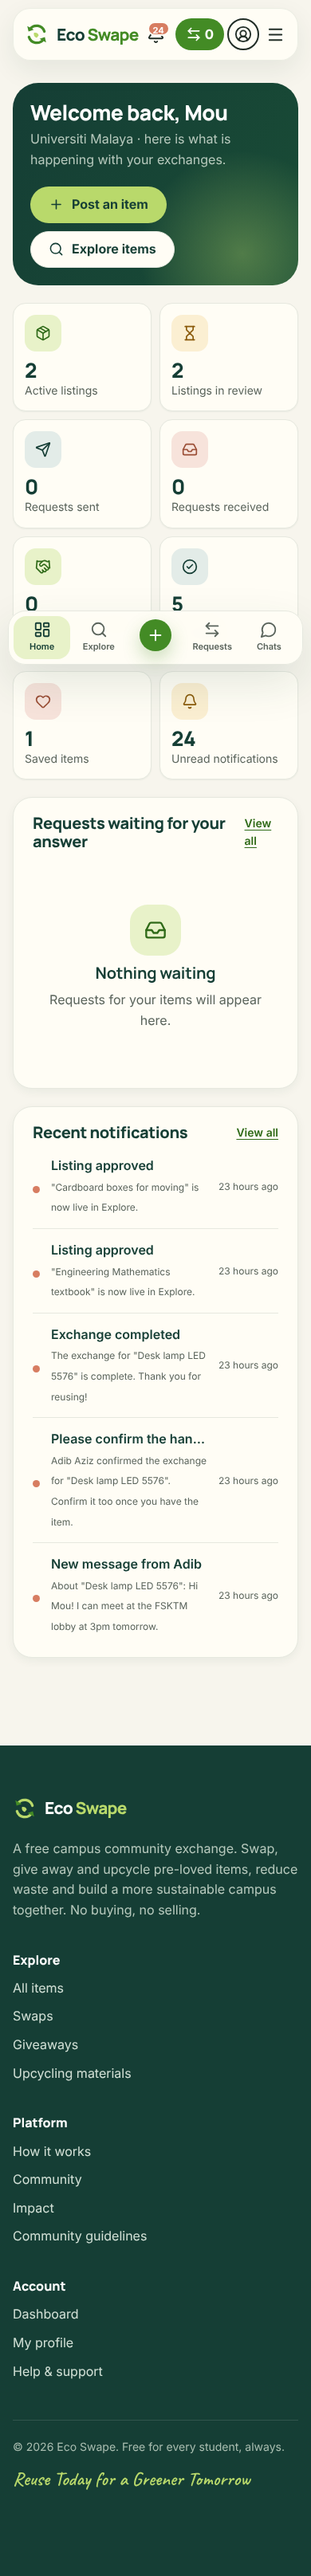 Eco Swape 24 0
Welcome back, Mou
Universiti Malaya · here is what is
happening with your exchanges.
Post an item
Explore items
2
Active listings
2
Listings in review
0
Requests sent
0
Requests received
0
5
Home
Explore
Requests
Chats
1
Saved items
24
Unread notifications
Requests waiting for your
answer
View
all
Nothing waiting
Requests for your items will appear
here.
Recent notifications
View all
Listing approved
"Cardboard boxes for moving" is
now live in Explore.
23 hours ago
Listing approved
"Engineering Mathematics
textbook" is now live in Explore.
23 hours ago
Exchange completed
The exchange for "Desk lamp LED
5576" is complete. Thank you for
reusing!
23 hours ago
Please confirm the han...
Adib Aziz confirmed the exchange
for "Desk lamp LED 5576".
Confirm it too once you have the
item.
23 hours ago
New message from Adib
About "Desk lamp LED 5576": Hi
Mou! I can meet at the FSKTM
lobby at 3pm tomorrow.
23 hours ago
Eco Swape
A free campus community exchange. Swap,
give away and upcycle pre-loved items, reduce
waste and build a more sustainable campus
together. No buying, no selling.
Explore
All items
Swaps
Giveaways
Upcycling materials
Platform
How it works
Community
Impact
Community guidelines
Account
Dashboard
My profile
Help & support
© 2026 Eco Swape. Free for every student, always.
Reuse Today for a Greener Tomorrow